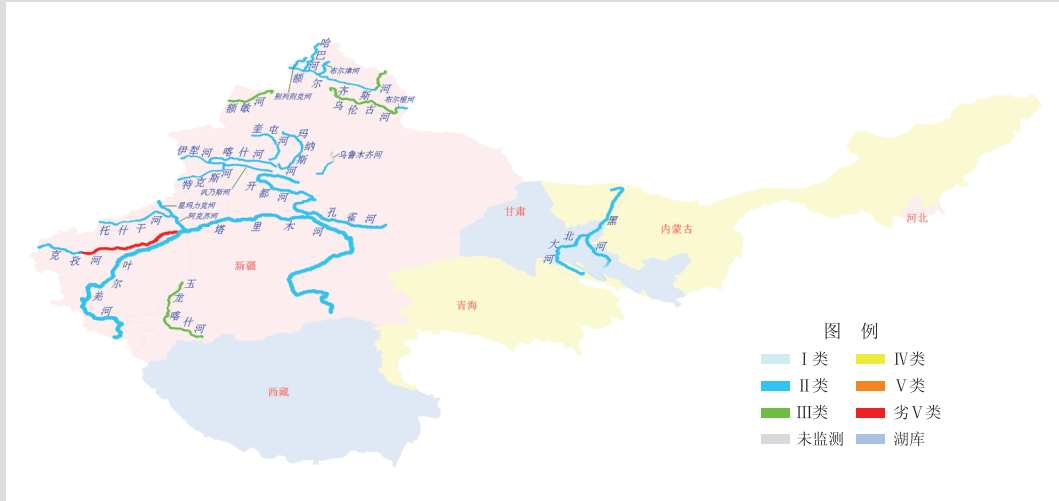 哈巴河
布尔津河
别列则克河
额尔齐斯河
布尔根河
乌伦古河
额敏河
奎屯河
玛纳斯河
乌鲁木齐河
伊犁河
喀什河
特克斯河
巩乃斯河
开都河
孔雀河
昆玛力克河
阿克苏河
托什干河
塔里木河
克孜河
叶尔羌河
玉龙喀什河
黑河
大北河
新疆
西藏
青海
甘肃
内蒙古
河北
图 例
Ⅰ类
Ⅱ类
Ⅲ类
未监测
Ⅳ类
Ⅴ类
劣Ⅴ类
湖库